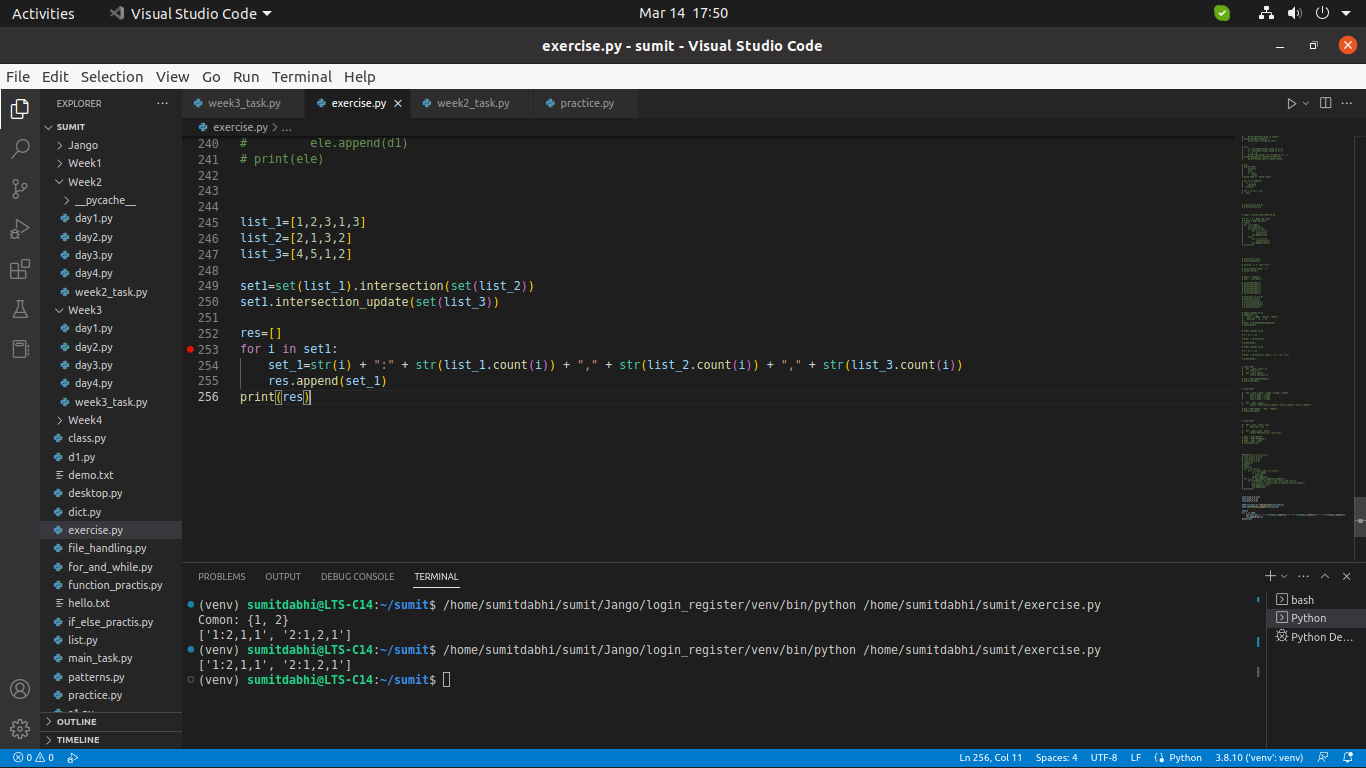 Activities
Visual Studio Code
Mar 14 17:50
exercise.py - sumit - Visual Studio Code
File Edit Selection View Go Run Terminal Help
EXPLORER
SUMIT
Jango
Week1
Week2
__pycache__
day1.py
day2.py
day3.py
day4.py
week2_task.py
Week3
day1.py
day2.py
day3.py
day4.py
week3_task.py
Week4
class.py
d1.py
demo.txt
desktop.py
dict.py
exercise.py
file_handling.py
for_and_while.py
function_practis.py
hello.txt
if_else_practis.py
list.py
main_task.py
patterns.py
practice.py
OUTLINE
TIMELINE
week3_task.py
exercise.py
week2_task.py
practice.py
exercise.py > ...
240 #         ele.append(d1)
241 # print(ele)
242
243
244
245 list_1=[1,2,3,1,3]
246 list_2=[2,1,3,2]
247 list_3=[4,5,1,2]
248
249 set1=set(list_1).intersection(set(list_2))
250 set1.intersection_update(set(list_3))
251
252 res=[]
253 for i in set1:
254     set_1=str(i) + ":" + str(list_1.count(i)) + "," + str(list_2.count(i)) + "," + str(list_3.count(i))
255     res.append(set_1)
256 print(res)
PROBLEMS OUTPUT DEBUG CONSOLE TERMINAL
(venv) sumitdabhi@LTS-C14:~/sumit$ /home/sumitdabhi/sumit/Jango/login_register/venv/bin/python /home/sumitdabhi/sumit/exercise.py
Comon: {1, 2}
['1:2,1,1', '2:1,2,1']
(venv) sumitdabhi@LTS-C14:~/sumit$ /home/sumitdabhi/sumit/Jango/login_register/venv/bin/python /home/sumitdabhi/sumit/exercise.py
['1:2,1,1', '2:1,2,1']
(venv) sumitdabhi@LTS-C14:~/sumit$
bash
Python
Python De...
0 0
Ln 256, Col 11 Spaces: 4 UTF-8 LF Python 3.8.10 ('venv': venv)